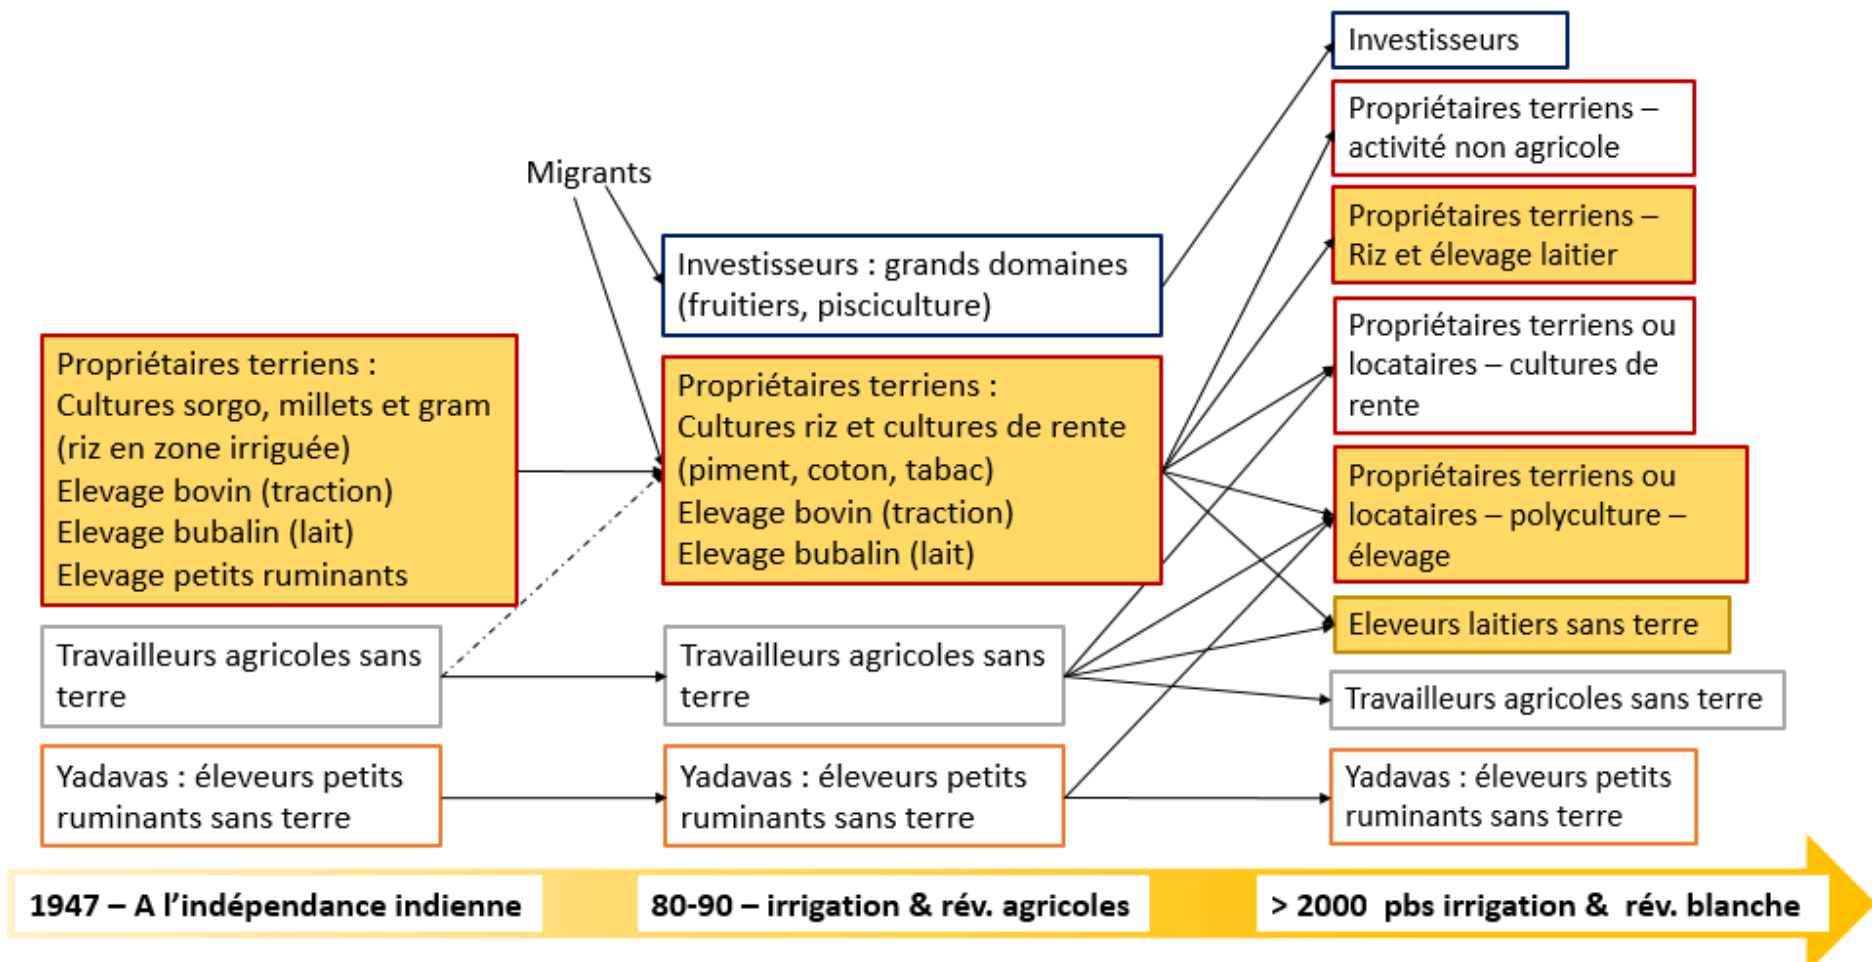 Migrants
Propriétaires terriens :
Cultures sorgo, millets et gram
(riz en zone irriguée)
Elevage bovin (traction)
Elevage bubalin (lait)
Elevage petits ruminants
Travailleurs agricoles sans
terre
Yadavas : éleveurs petits
ruminants sans terre
Investisseurs : grands domaines
(fruitiers, pisciculture)
Propriétaires terriens :
Cultures riz et cultures de rente
(piment, coton, tabac)
Elevage bovin (traction)
Elevage bubalin (lait)
Travailleurs agricoles sans
terre
Yadavas : éleveurs petits
ruminants sans terre
Investisseurs
Propriétaires terriens –
activité non agricole
Propriétaires terriens –
Riz et élevage laitier
Propriétaires terriens ou
locataires – cultures de
rente
Propriétaires terriens ou
locataires – polyculture –
élevage
Eleveurs laitiers sans terre
Travailleurs agricoles sans terre
Yadavas : éleveurs petits
ruminants sans terre
1947 – A l’indépendance indienne
80-90 – irrigation & rév. agricoles
> 2000 pbs irrigation & rév. blanche